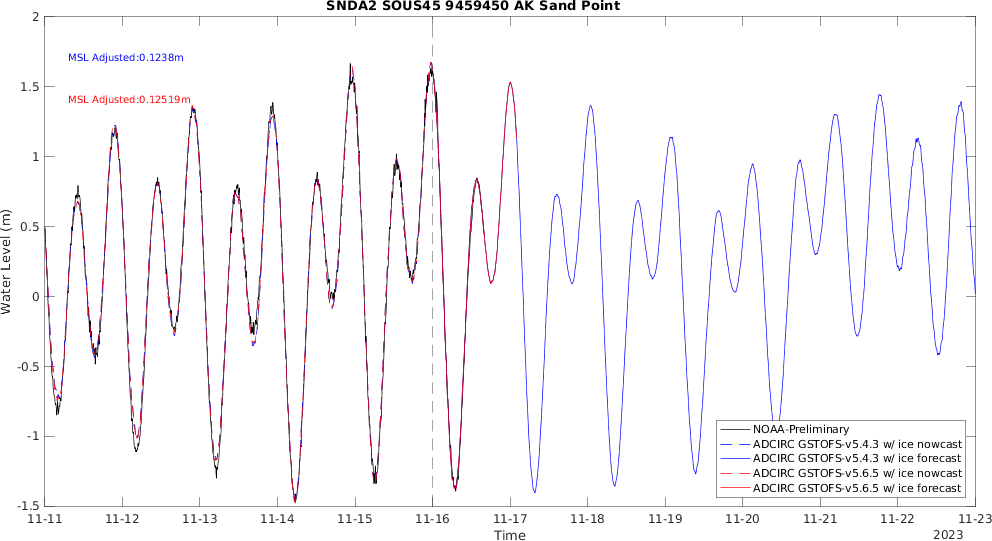 SNDA2 SOUS45 9459450 AK Sand Point
2
1.5
1
0.5
0
-0.5
-1
-1.5
Water Level (m)
MSL Adjusted:0.1238m
MSL Adjusted:0.12519m
NOAA-Preliminary
ADCIRC GSTOFS-v5.4.3 w/ ice nowcast
ADCIRC GSTOFS-v5.4.3 w/ ice forecast
ADCIRC GSTOFS-v5.6.5 w/ ice nowcast
ADCIRC GSTOFS-v5.6.5 w/ ice forecast
11-11 11-12 11-13 11-14 11-15 11-16 11-17 11-18 11-19 11-20 11-21 11-22 11-23
Time
2023